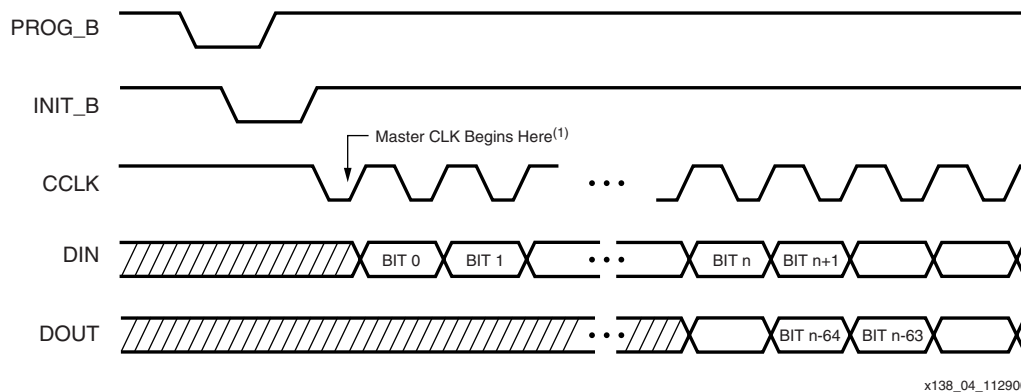 PROG_B
INIT_B
Master CLK Begins Here(1)
CCLK
DIN
BIT 0 BIT 1 BIT n BIT n+1
DOUT
BIT n-64 BIT n-63